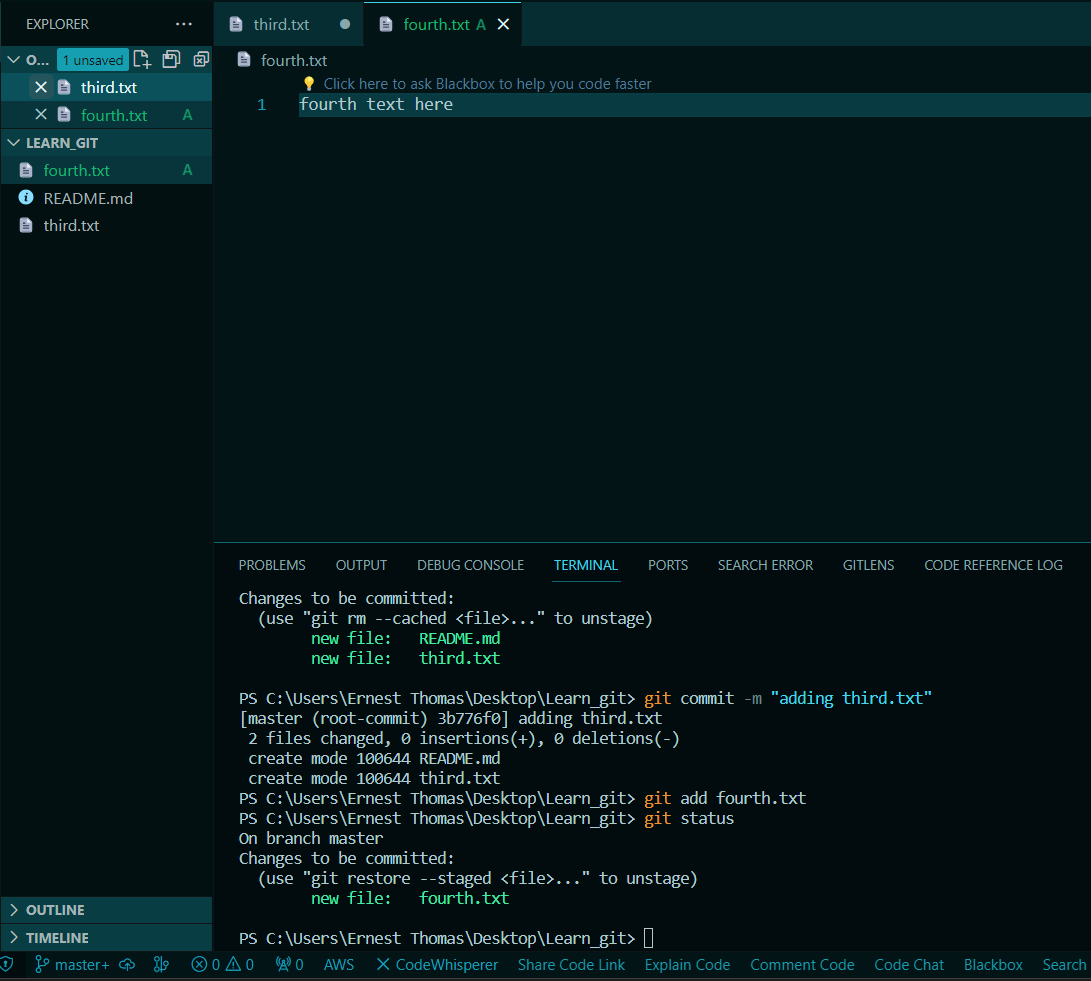 EXPLORER ···
O... 1 unsaved
third.txt
fourth.txt A
LEARN_GIT
fourth.txt A
README.md
third.txt
OUTLINE
TIMELINE
third.txt
fourth.txt A
fourth.txt
Click here to ask Blackbox to help you code faster
1 fourth text here
PROBLEMS OUTPUT DEBUG CONSOLE TERMINAL PORTS SEARCH ERROR GITLENS CODE REFERENCE LOG
Changes to be committed:
(use "git rm --cached <file>..." to unstage)
new file: README.md
new file: third.txt
PS C:\Users\Ernest Thomas\Desktop\Learn_git> git commit -m "adding third.txt"
[master (root-commit) 3b776f0] adding third.txt
2 files changed, 0 insertions(+), 0 deletions(-)
create mode 100644 README.md
create mode 100644 third.txt
PS C:\Users\Ernest Thomas\Desktop\Learn_git> git add fourth.txt
PS C:\Users\Ernest Thomas\Desktop\Learn_git> git status
On branch master
Changes to be committed:
(use "git restore --staged <file>..." to unstage)
new file: fourth.txt
PS C:\Users\Ernest Thomas\Desktop\Learn_git>
master+ 0 0 0 AWS CodeWhisperer Share Code Link Explain Code Comment Code Code Chat Blackbox Search